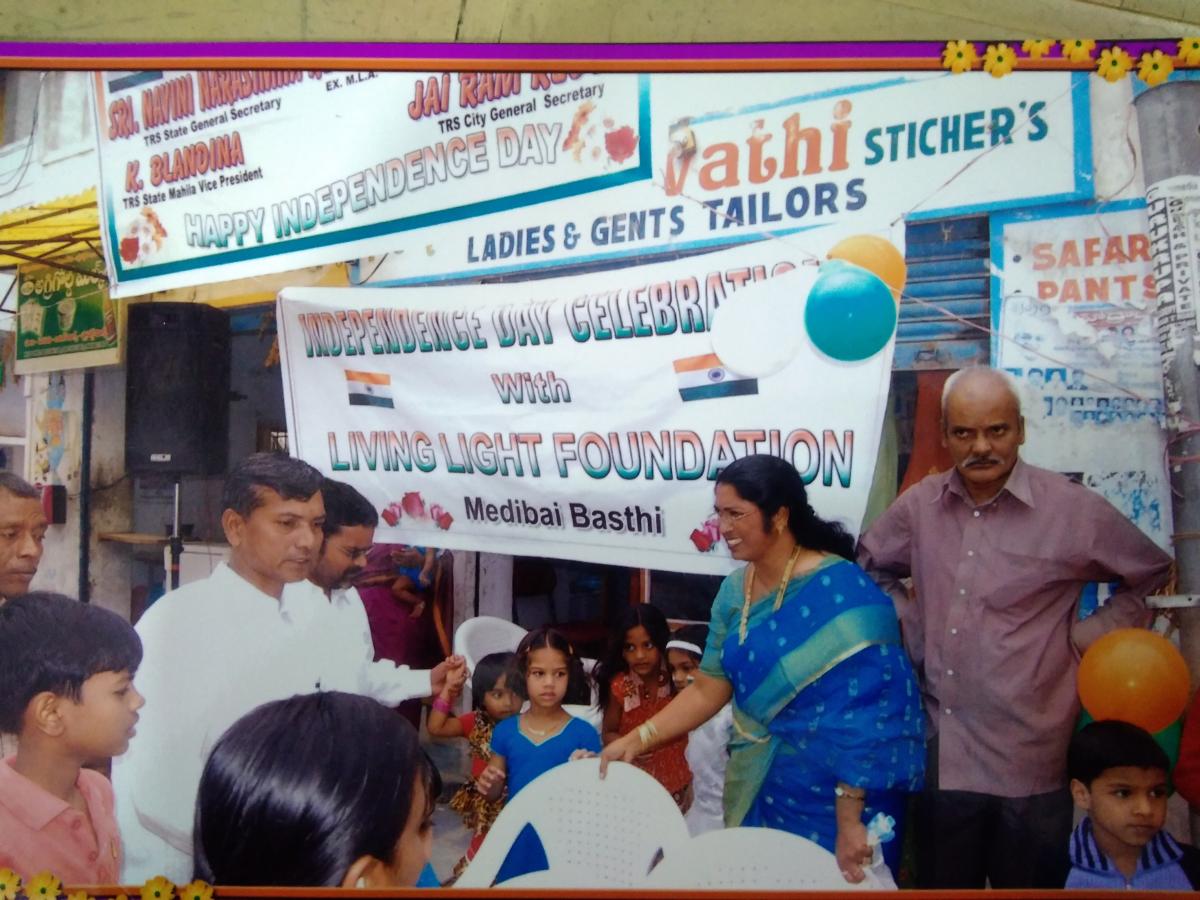 SRI. NAYINI NARASIMHA
TRS State General Secretary
EX. M.L.A.
JAI RAM
TRS City General Secretary
K. BLANDINA
TRS State Mahila Vice President
HAPPY INDEPENDENCE DAY
Vathi STICHER'S
LADIES & GENTS TAILORS
SAFAR
PANTS
INDEPENDENCE DAY CELEBRATIO
With
LIVING LIGHT FOUNDATION
Medibai Basthi